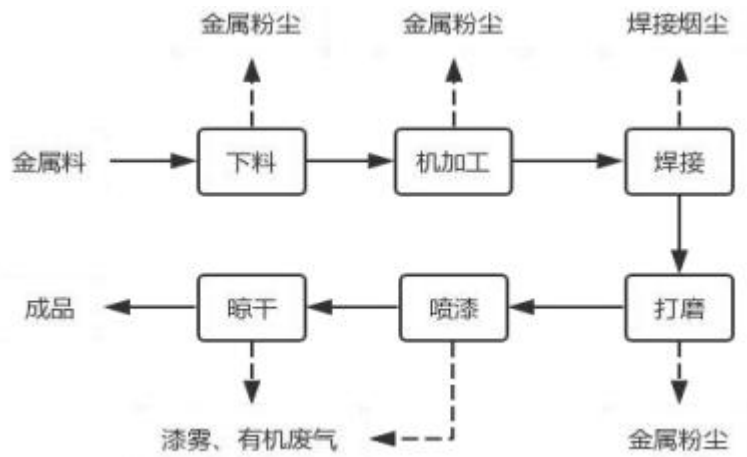 金属粉尘 金属粉尘 焊接烟尘
金属料 下料 机加工 焊接
成品 晾干 喷漆 打磨
漆雾、有机废气 金属粉尘